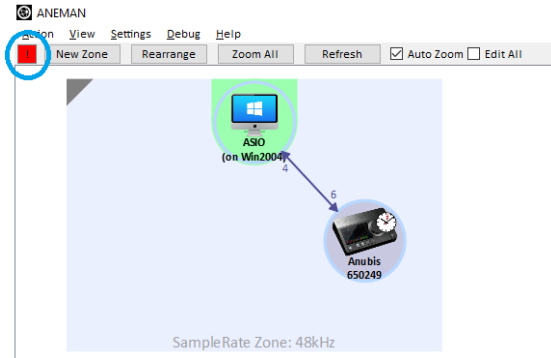 ANEMAN
Action View Settings Debug Help
New Zone Rearrange Zoom All Refresh Auto Zoom Edit All
ASIO
(on Win2004)
4
6
Anubis
650249
SampleRate Zone: 48kHz